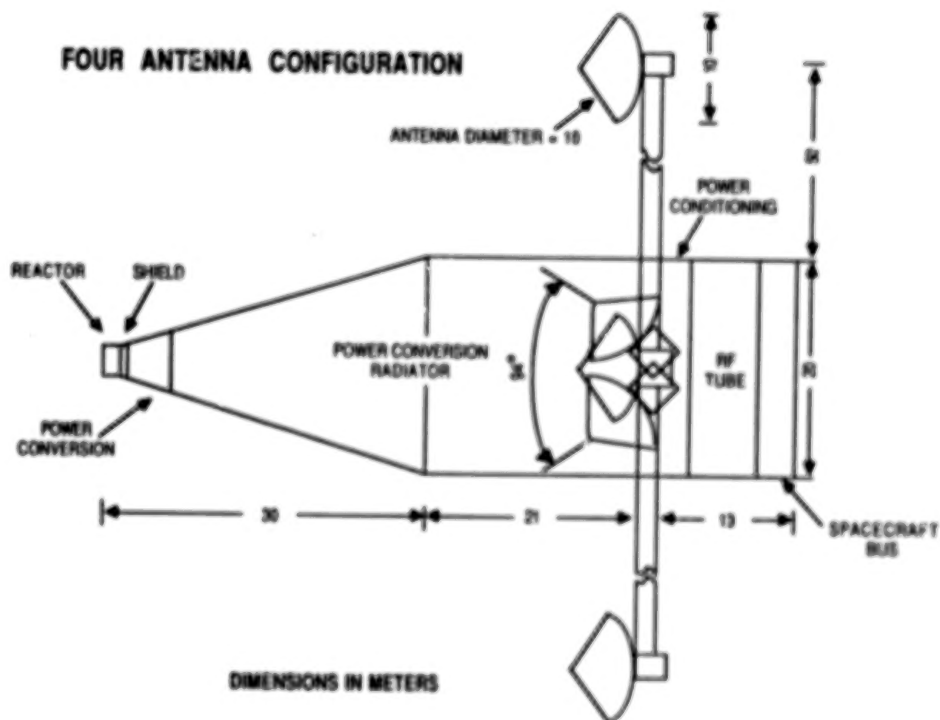 FOUR ANTENNA CONFIGURATION
ANTENNA DIAMETER = 10
POWER
CONDITIONING
REACTOR
SHIELD
POWER CONVERSION
RADIATOR
94°
RF
TUBE
POWER
CONVERSION
30
21
13
SPACECRAFT
BUS
DIMENSIONS IN METERS